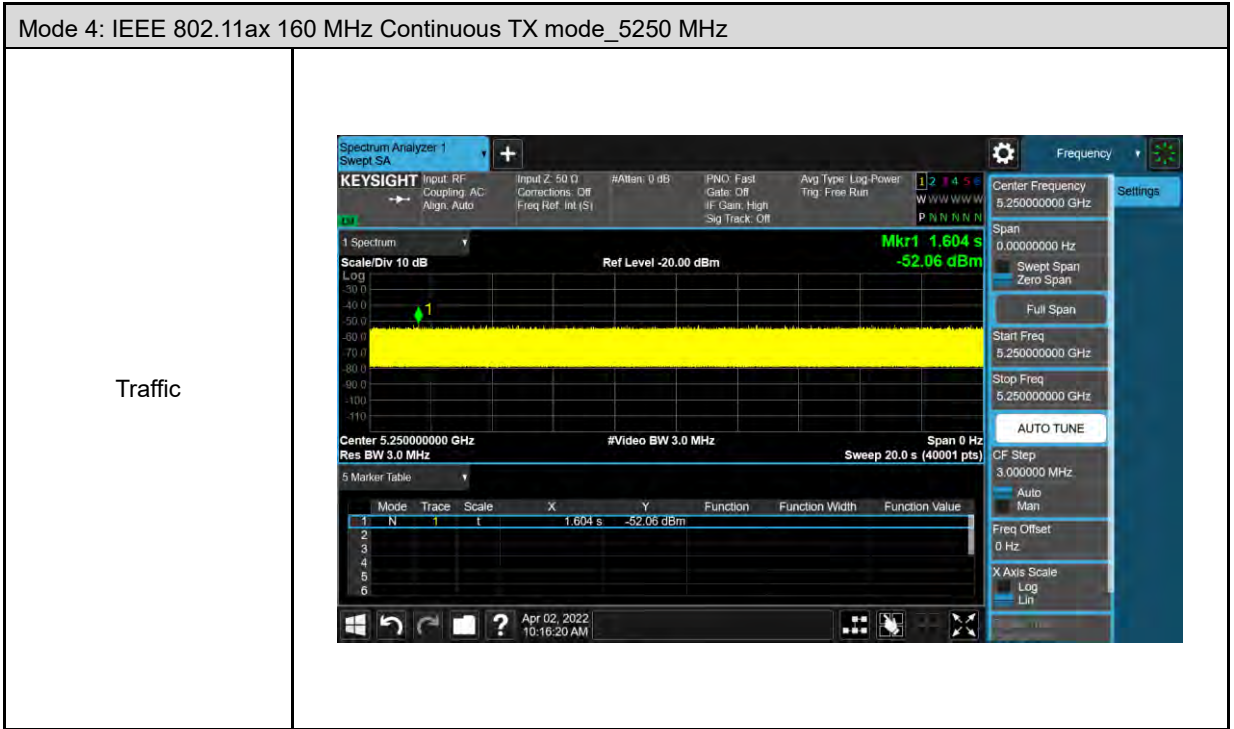 Mode 4: IEEE 802.11ax 160 MHz Continuous TX mode_5250 MHz
Traffic
Spectrum Analyzer 1
Swept SA
+
Frequency
KEYSIGHT
Input: RF
Coupling: AC
Align: Auto
Input Z: 50 Ω
Corrections: Off
Freq Ref: Int (S)
#Atten: 0 dB
PNO: Fast
Gate: Off
IF Gain: High
Sig Track: Off
Avg Type: Log-Power
Trig: Free Run
1 2 3 4 5 6
W W W W W W
P N N N N N
Center Frequency
5.250000000 GHz
Settings
1 Spectrum
Mkr1 1.604 s
Scale/Div 10 dB
Ref Level -20.00 dBm
-52.06 dBm
Log
-30.0
-40.0
-50.0
-60.0
-70.0
-80.0
-90.0
-100
-110
1
Center 5.250000000 GHz
#Video BW 3.0 MHz
Span 0 Hz
Res BW 3.0 MHz
Sweep 20.0 s (40001 pts)
Span
0.00000000 Hz
Swept Span
Zero Span
Full Span
Start Freq
5.250000000 GHz
Stop Freq
5.250000000 GHz
AUTO TUNE
CF Step
3.000000 MHz
Auto
Man
Freq Offset
0 Hz
X Axis Scale
Log
Lin
5 Marker Table
Mode Trace Scale X Y Function Function Width Function Value
1 N 1 t 1.604 s -52.06 dBm
2
3
4
5
6
?
Apr 02, 2022
10:16:20 AM